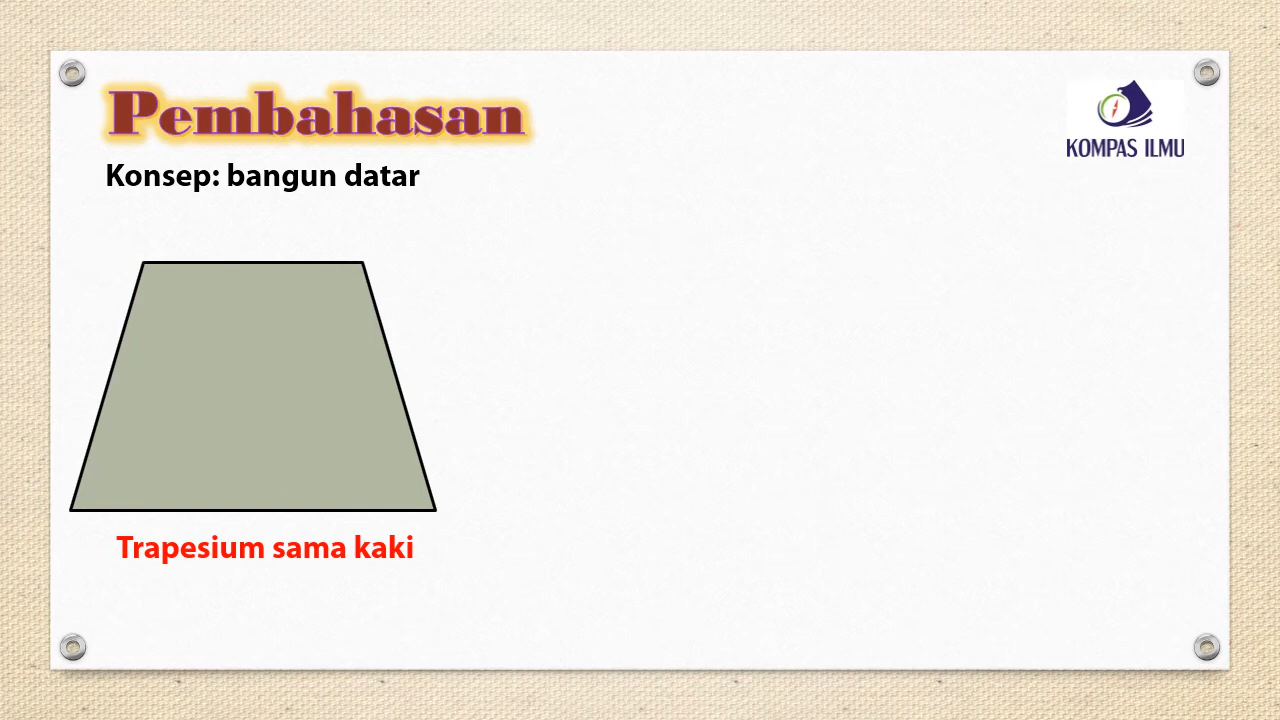 Pembahasan
KOMPAS ILMU
Konsep: bangun datar
Trapesium sama kaki